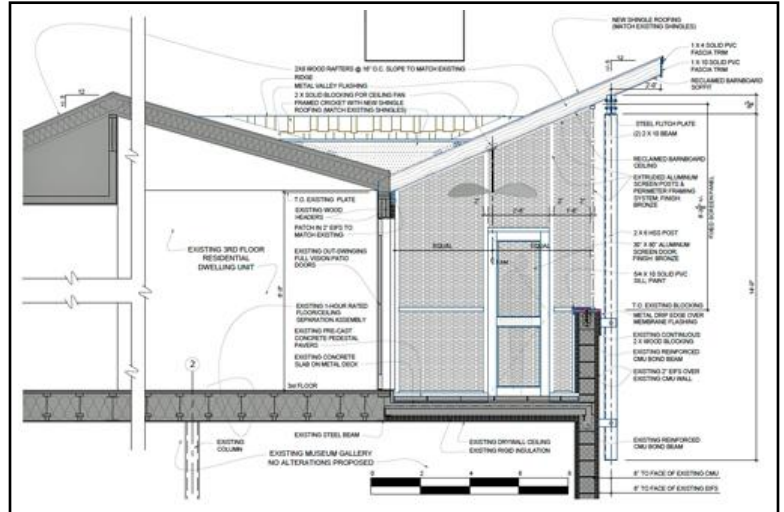 NEW SHINGLE ROOFING
(MATCH EXISTING SHINGLES)
1 X 4 SOLID PVC
FASCIA TRIM
1 X 10 SOLID PVC
FASCIA TRIM
RECLAIMED BARNBOARD
SOFFIT
12
12
2'-0"
2X8 WOOD RAFTERS @ 16" O.C. SLOPE TO MATCH EXISTING
RIDGE
METAL VALLEY FLASHING
2 X SOLID BLOCKING FOR CEILING FAN
FRAMED CRICKET WITH NEW SHINGLE
ROOFING (MATCH EXISTING SHINGLES)
STEEL FLITCH PLATE
(2) 2 X 10 BEAM
RECLAIMED BARNBOARD
CEILING
EXTRUDED ALUMINUM
SCREEN POSTS &
PERIMETER FRAMING
SYSTEM; FINISH:
BRONZE
FIXED SCREEN PANEL
14'-0"
2 X 6 HSS POST
36" X 80" ALUMINUM
SCREEN DOOR,
FINISH: BRONZE
5/4 X 10 SOLID PVC
SILL, PAINT
T.O. EXISTING BLOCKING
METAL DRIP EDGE OVER
MEMBRANE FLASHING
EXISTING CONTINUOUS
2 X WOOD BLOCKING
EXISTING REINFORCED
CMU BOND BEAM
EXISTING 2" EIFS OVER
EXISTING CMU WALL
EXISTING REINFORCED
CMU BOND BEAM
8" TO FACE OF EXISTING CMU
6" TO FACE OF EXISTING EIFS
T.O. EXISTING PLATE
EXISTING WOOD
HEADERS
PATCH IN 2" EIFS TO
MATCH EXISTING
EXISTING OUT-SWINGING
FULL VISION PATIO
DOORS
EXISTING 1-HOUR RATED
FLOOR/CEILING
SEPARATION ASSEMBLY
EXISTING PRE-CAST
CONCRETE PEDESTAL
PAVERS
EXISTING CONCRETE
SLAB ON METAL DECK
3rd FLOOR
EXISTING 3RD FLOOR
RESIDENTIAL
DWELLING UNIT
2"
2"
2"
EQUAL
EQUAL
2
EXISTING
COLUMN
EXISTING STEEL BEAM
EXISTING MUSEUM GALLERY
NO ALTERATIONS PROPOSED
EXISTING DRYWALL CEILING
EXISTING RIGID INSULATION
0
2
4
6
8